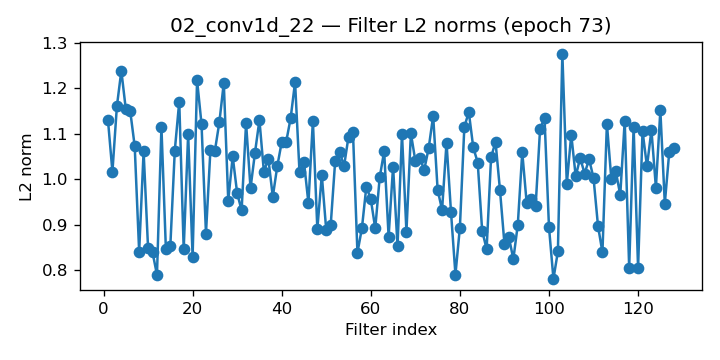 02_conv1d_22 — Filter L2 norms (epoch 73)
L2 norm
1.3
1.2
1.1
1.0
0.9
0.8
0 20 40 60 80 100 120
Filter index